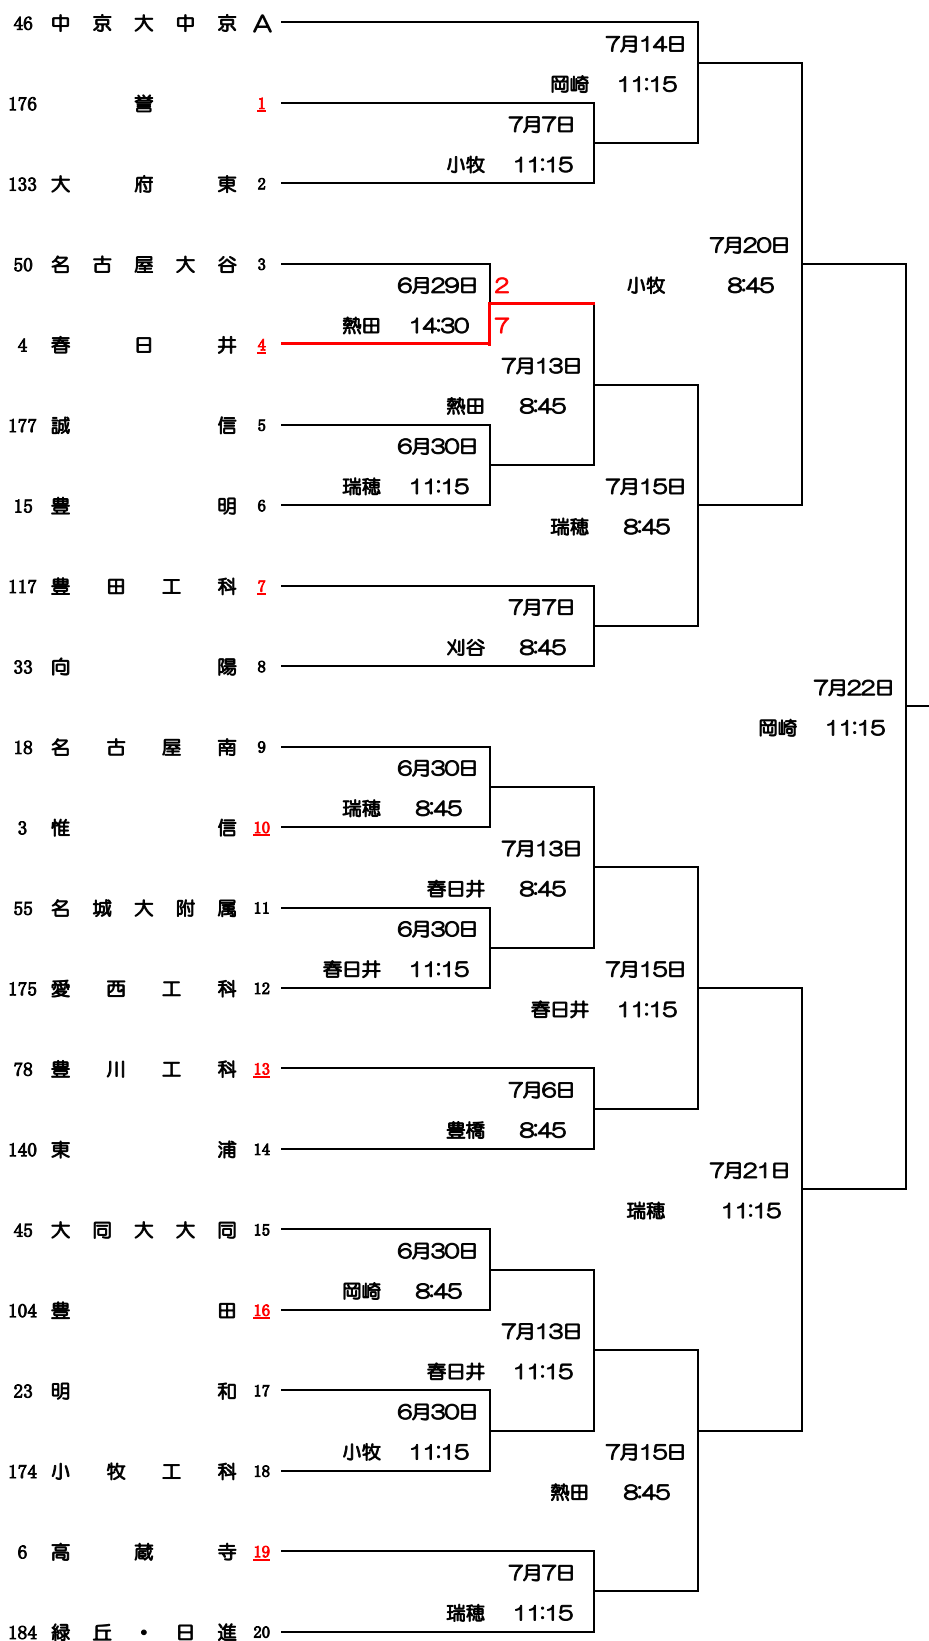 46 中京大中京 A
7月14日
岡崎 11:15
176 誉 1
7月7日
小牧 11:15
133 大府東 2
7月20日
小牧 8:45
50 名古屋大谷 3
6月29日 2
熱田 14:30 7
4 春日井 4
7月13日
熱田 8:45
177 誠信 5
6月30日
瑞穂 11:15
7月15日
瑞穂 8:45
15 豊明 6
117 豊田工科 7
7月7日
刈谷 8:45
33 向陽 8
7月22日
岡崎 11:15
18 名古屋南 9
6月30日
瑞穂 8:45
3 惟信 10
7月13日
春日井 8:45
55 名城大附属 11
6月30日
春日井 11:15
7月15日
春日井 11:15
175 愛西工科 12
78 豊川工科 13
7月6日
豊橋 8:45
140 東浦 14
7月21日
瑞穂 11:15
45 大同大大同 15
6月30日
岡崎 8:45
104 豊田 16
7月13日
春日井 11:15
23 明和 17
6月30日
小牧 11:15
7月15日
熱田 8:45
174 小牧工科 18
6 高蔵寺 19
7月7日
瑞穂 11:15
184 緑丘・日進 20